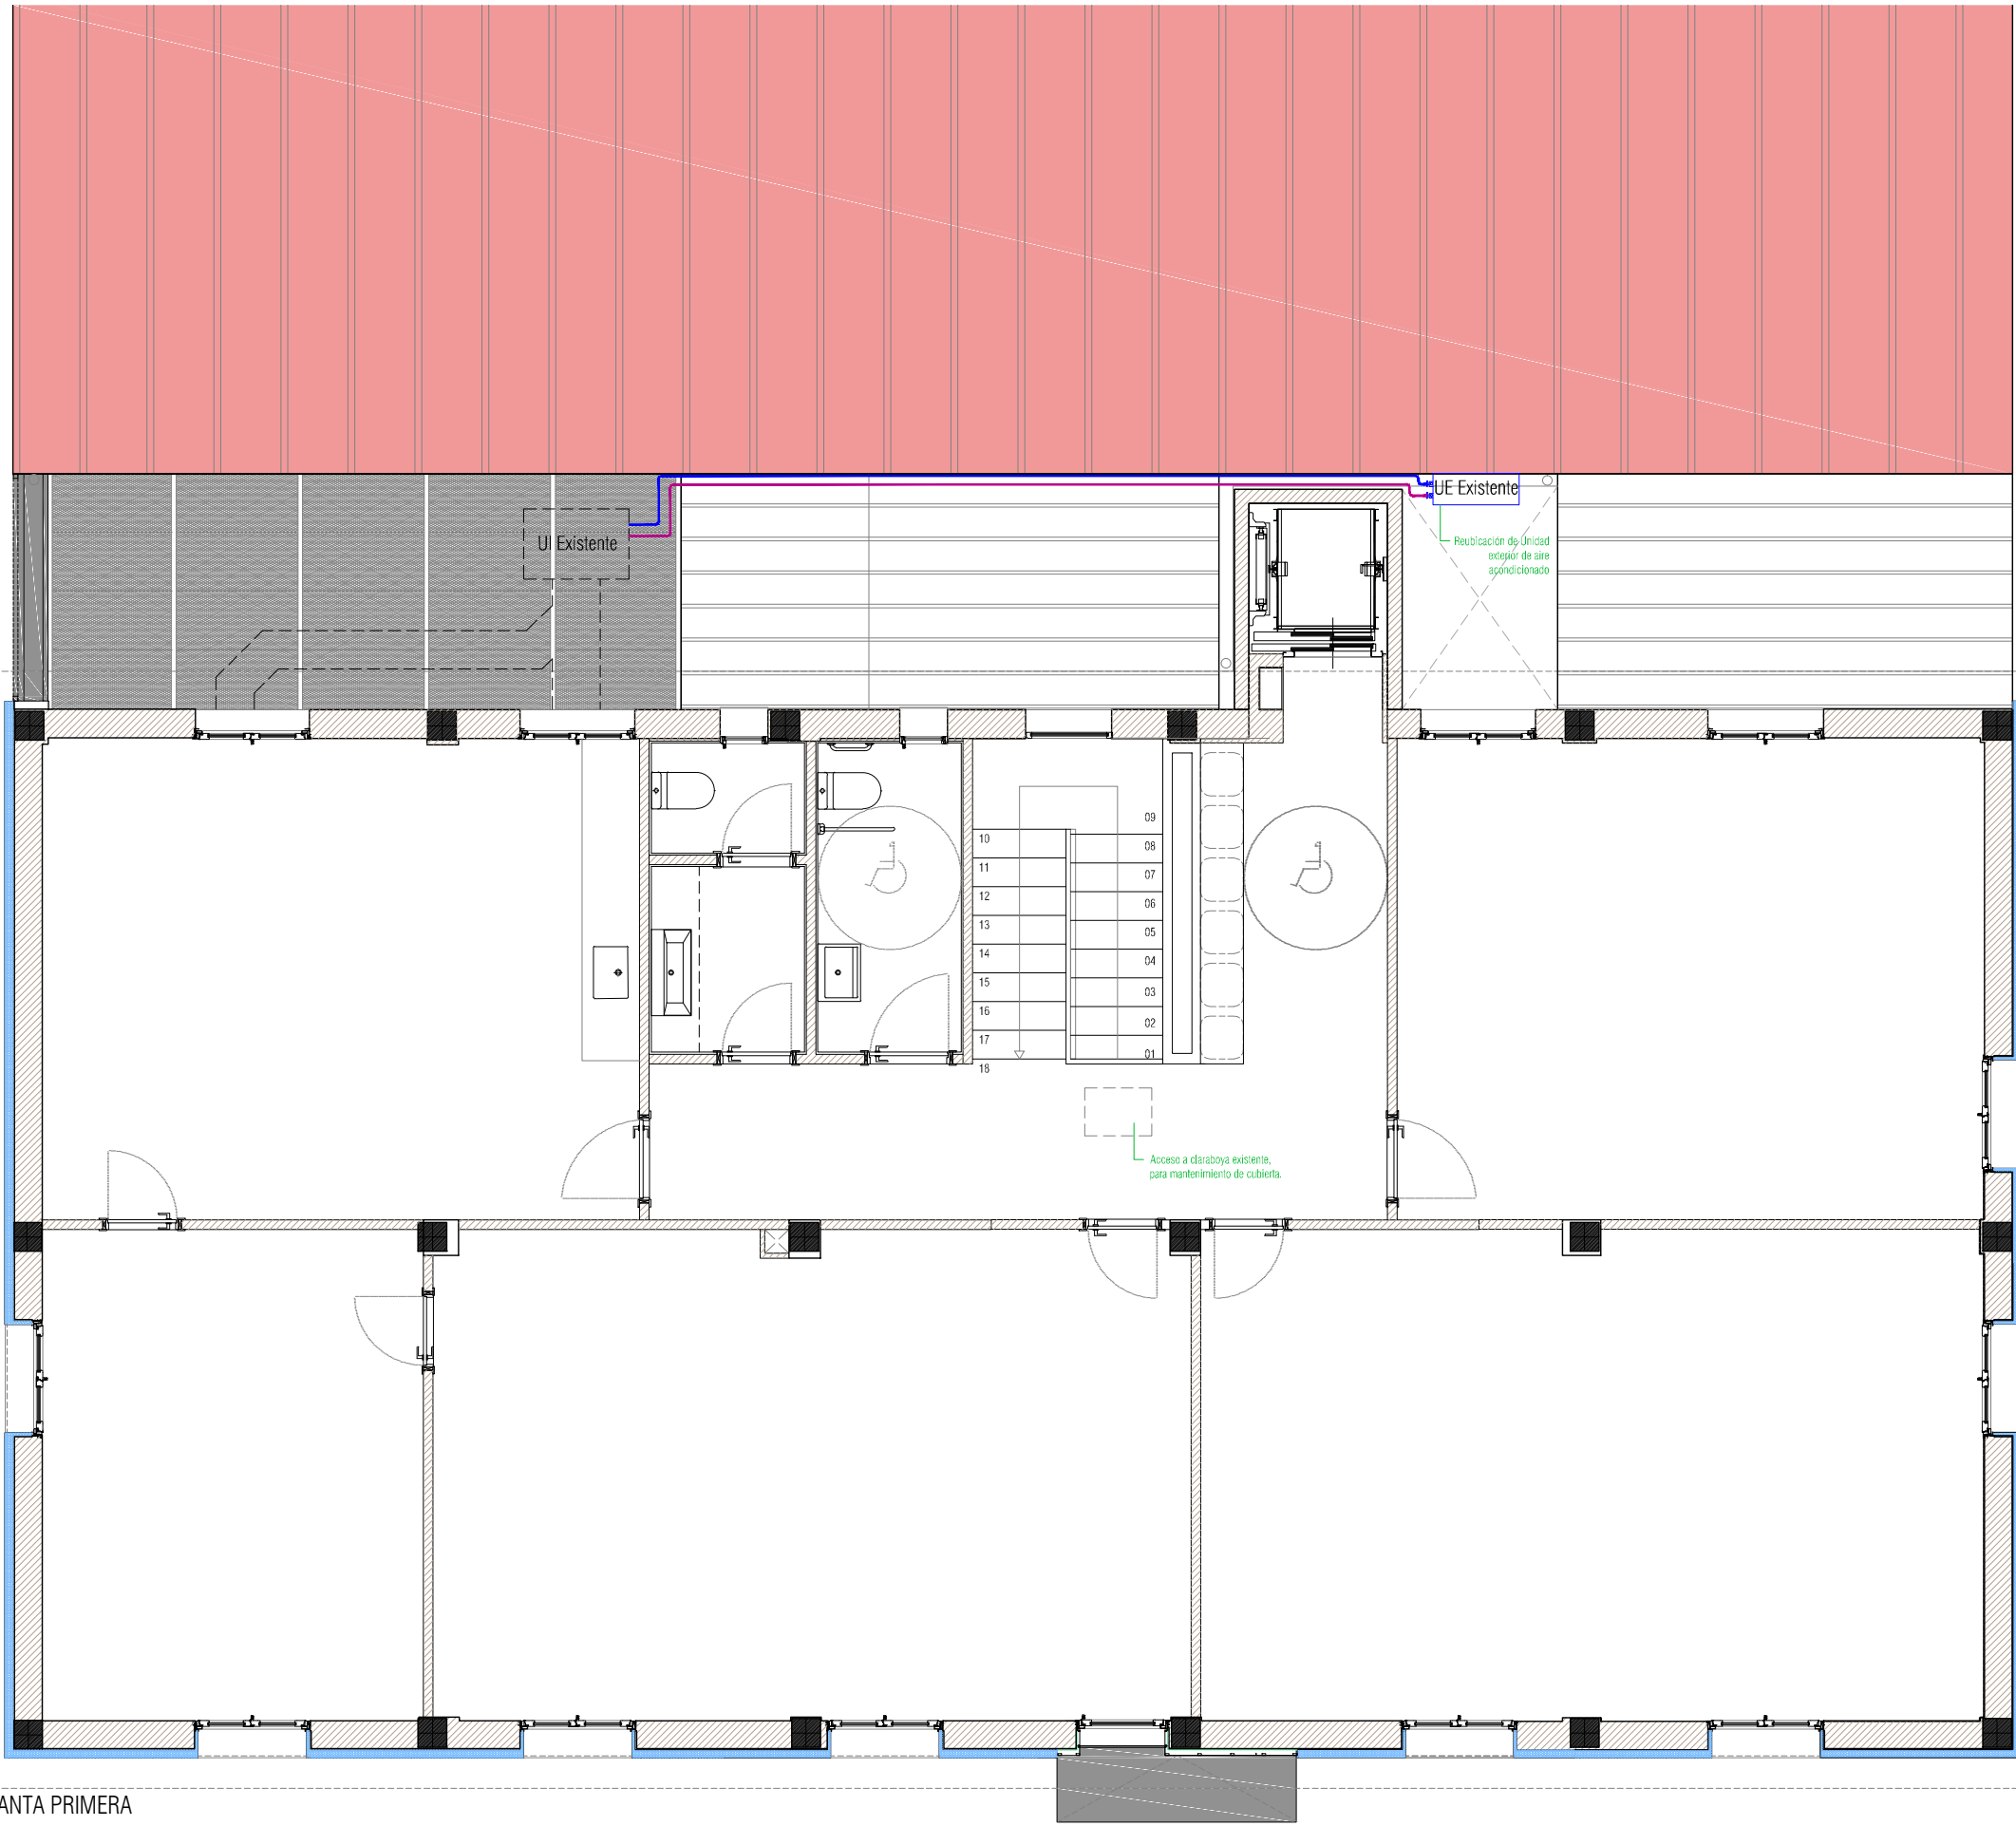 UE Existente
UI Existente
Reubicación de Unidad
exterior de aire
acondicionado
09
10
08
11
07
12
06
13
05
14
04
15
03
16
02
17
01
18
Acceso a claraboya existente,
para mantenimiento de cubierta.
ANTA PRIMERA